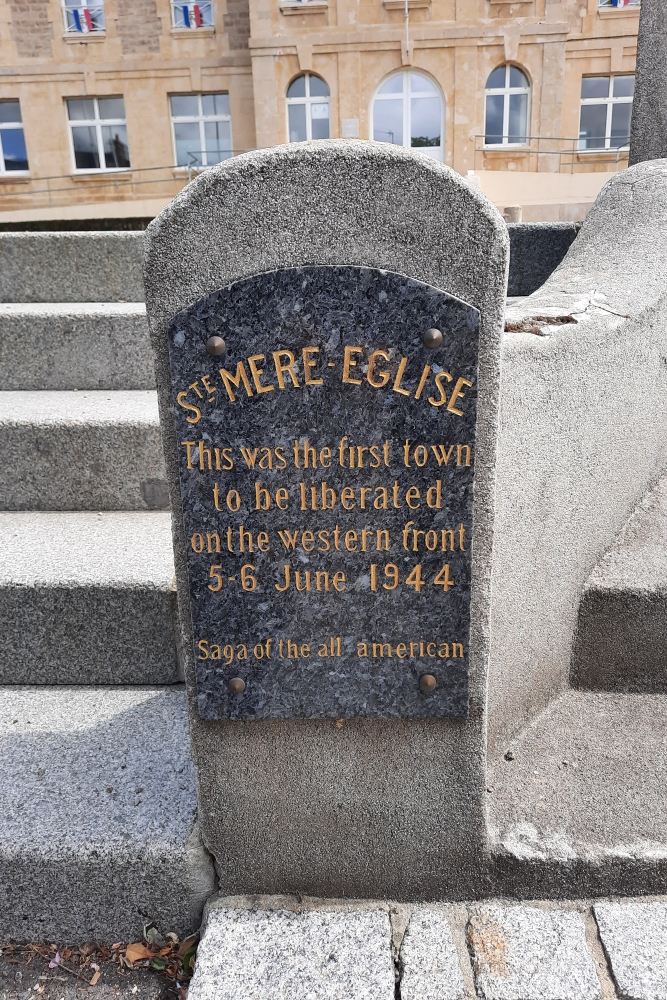 STE MERE-EGLISE
This was the first town
to be liberated
on the western front
5-6 June 1944
Saga of the all american